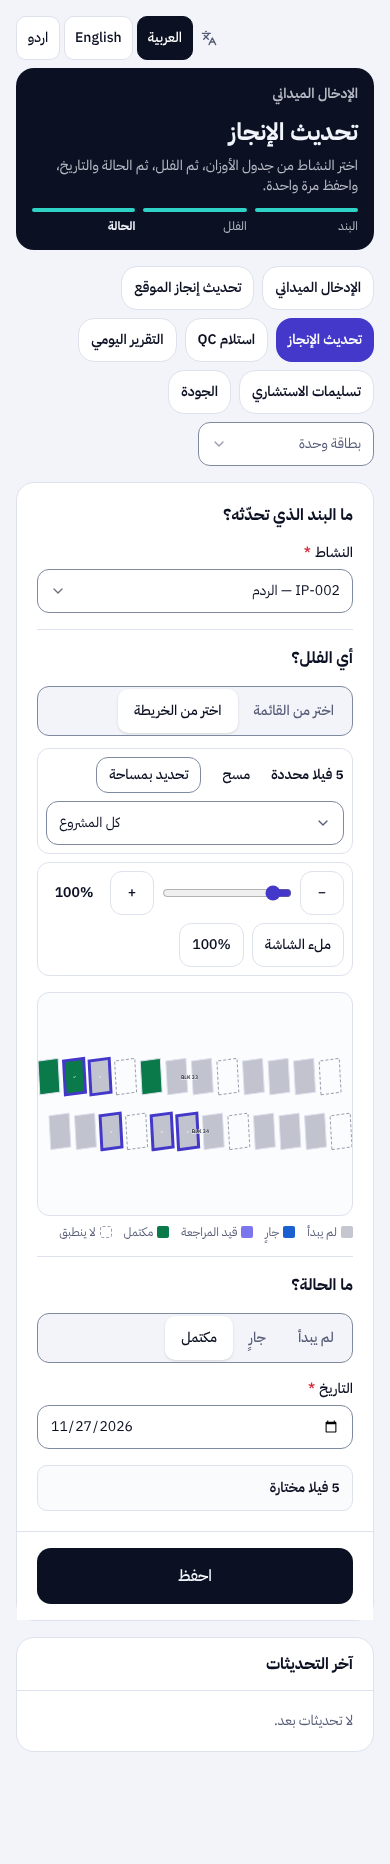 العربية
English
اردو
الإدخال الميداني
تحديث الإنجاز
اختر النشاط من جدول الأوزان، ثم الفلل، ثم الحالة والتاريخ،
واحفظ مرة واحدة.
البند
الفلل
الحالة
الإدخال الميداني
تحديث إنجاز الموقع
تحديث الإنجاز
استلام QC
التقرير اليومي
تسليمات الاستشاري
الجودة
بطاقة وحدة
ما البند الذي تحدّثه؟
النشاط *
IP-002 — الردم
أي الفلل؟
اختر من القائمة
اختر من الخريطة
5 فيلا محددة
مسح
تحديد بمساحة
كل المشروع
−
+
100%
ملء الشاشة
100%
BLK 33
BLK 34
لم يبدأ
جارٍ
قيد المراجعة
مكتمل
لا ينطبق
ما الحالة؟
لم يبدأ
جارٍ
مكتمل
التاريخ *
11/27/2026
5 فيلا مختارة
احفظ
آخر التحديثات
لا تحديثات بعد.